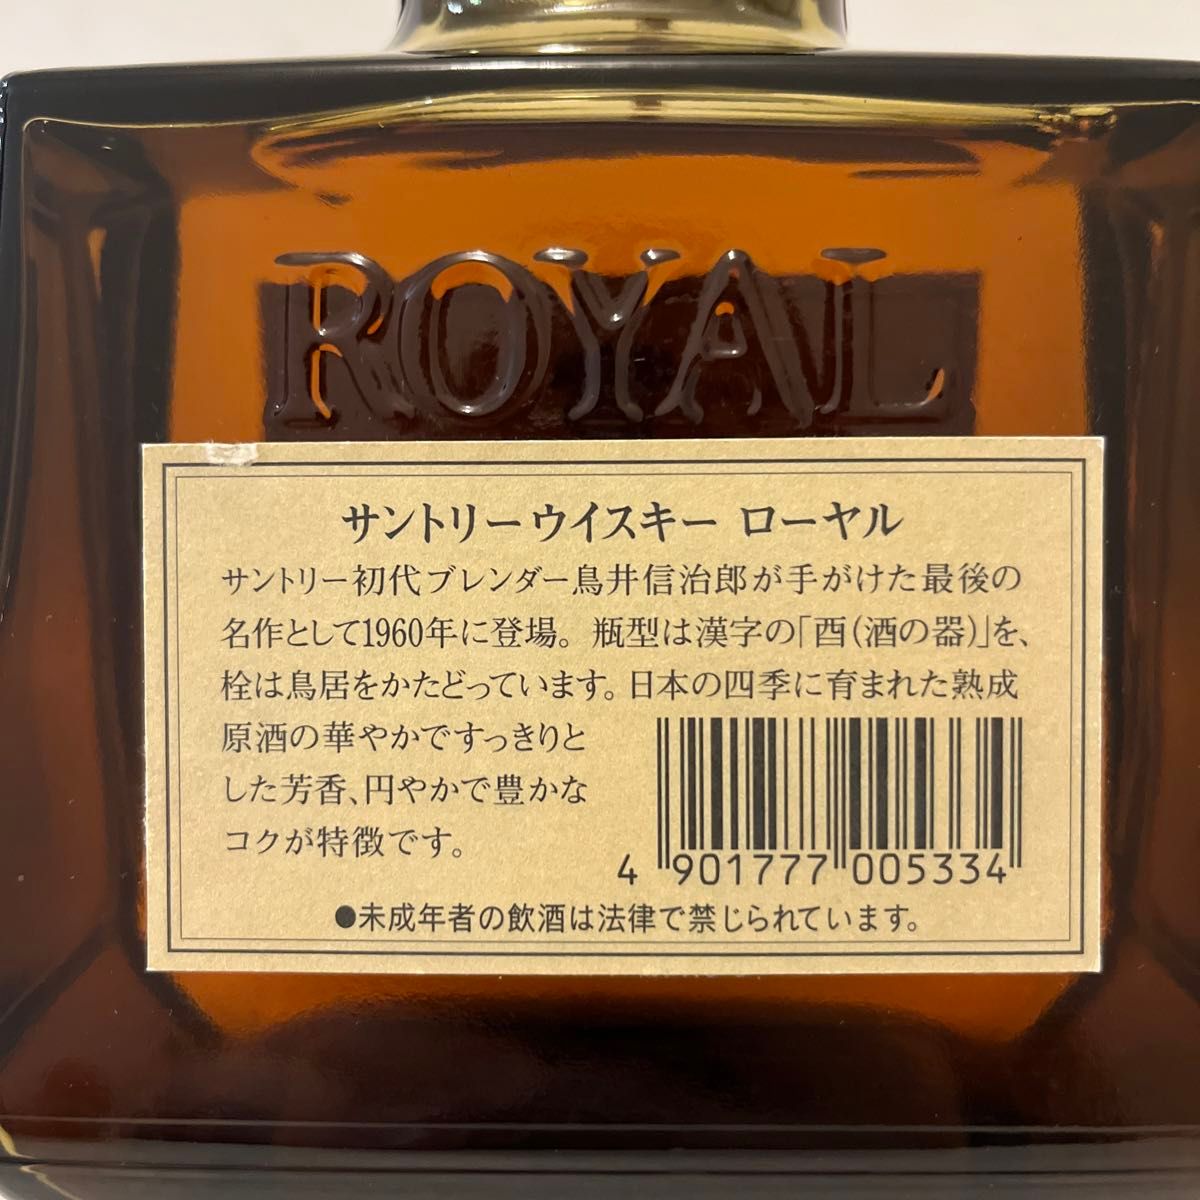 ROYAL
サントリーウイスキー ローヤル
サントリー初代ブレンダー鳥井信治郎が手がけた最後の
名作として1960年に登場。瓶型は漢字の「酉(酒の器)」を、
栓は鳥居をかたどっています。日本の四季に育まれた熟成
原酒の華やかですっきりと
した芳香、円やかで豊かな
コクが特徴です。
4 901777 005334
●未成年者の飲酒は法律で禁じられています。